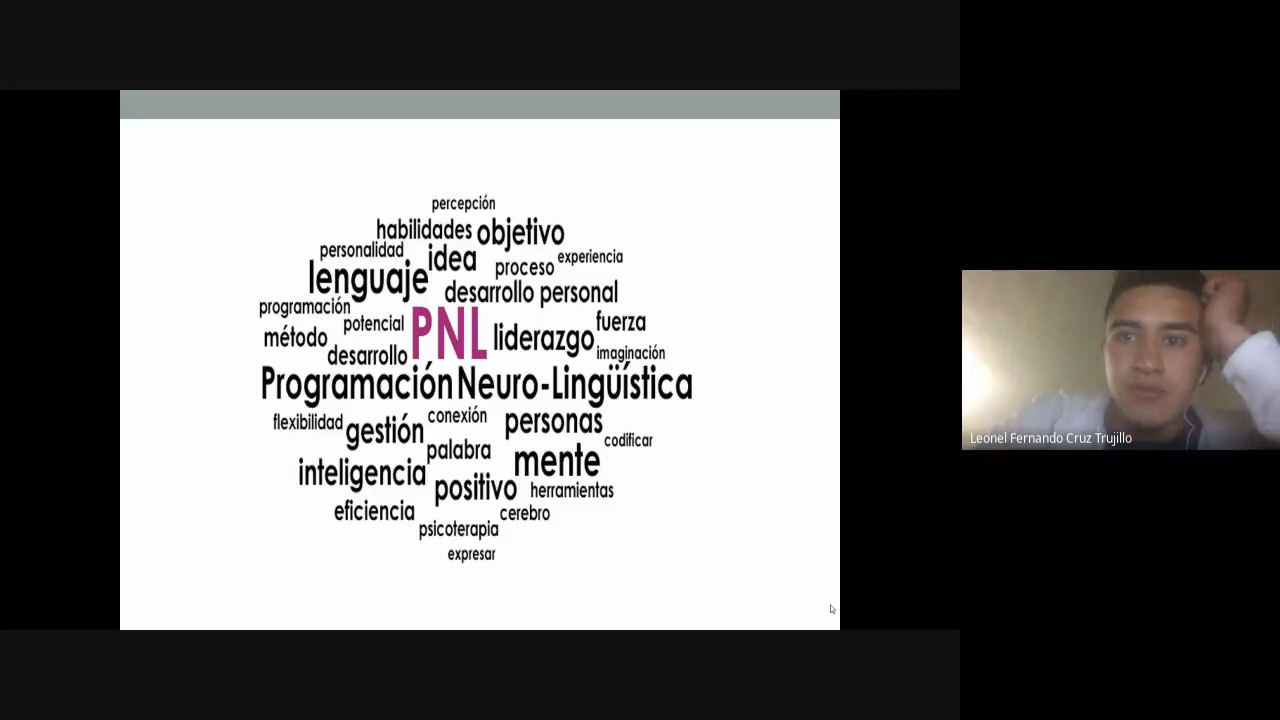 percepción
habilidades objetivo
personalidad idea proceso experiencia
lenguaje desarrollo personal
programación potencial PNL liderazgo fuerza
método desarrollo imaginación
Programación Neuro-Lingüística
flexibilidad gestión conexión personas
palabra codificar
inteligencia positivo mente herramientas
eficiencia psicoterapia cerebro
expresar
Leonel Fernando Cruz Trujillo